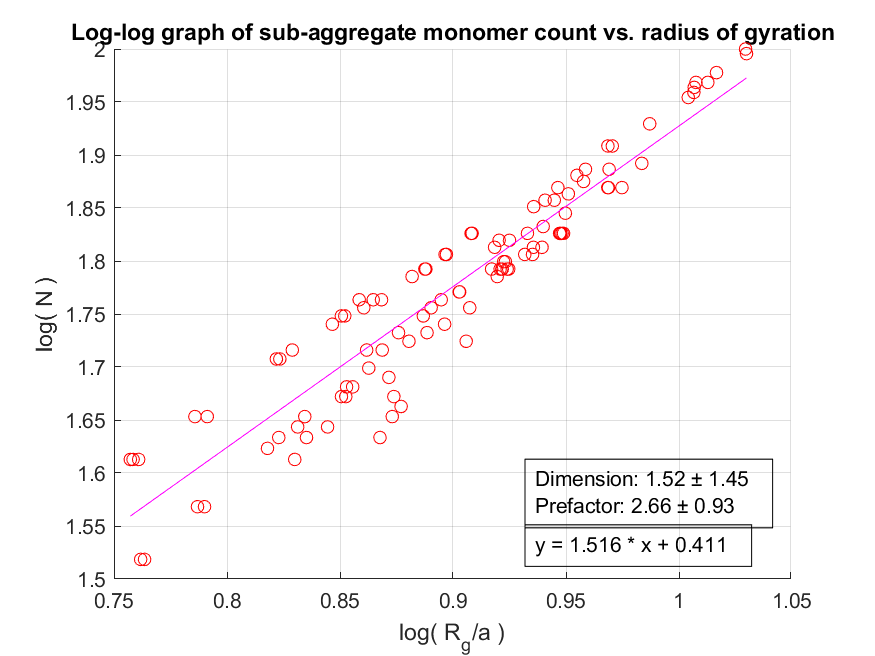 Log-log graph of sub-aggregate monomer count vs. radius of gyration
2
1.95
1.9
1.85
1.8
1.75
1.7
1.65
1.6
1.55
1.5
log( N )
Dimension: 1.52 ± 1.45
Prefactor: 2.66 ± 0.93
y = 1.516 * x + 0.411
0.75 0.8 0.85 0.9 0.95 1 1.05
log( Rg/a )